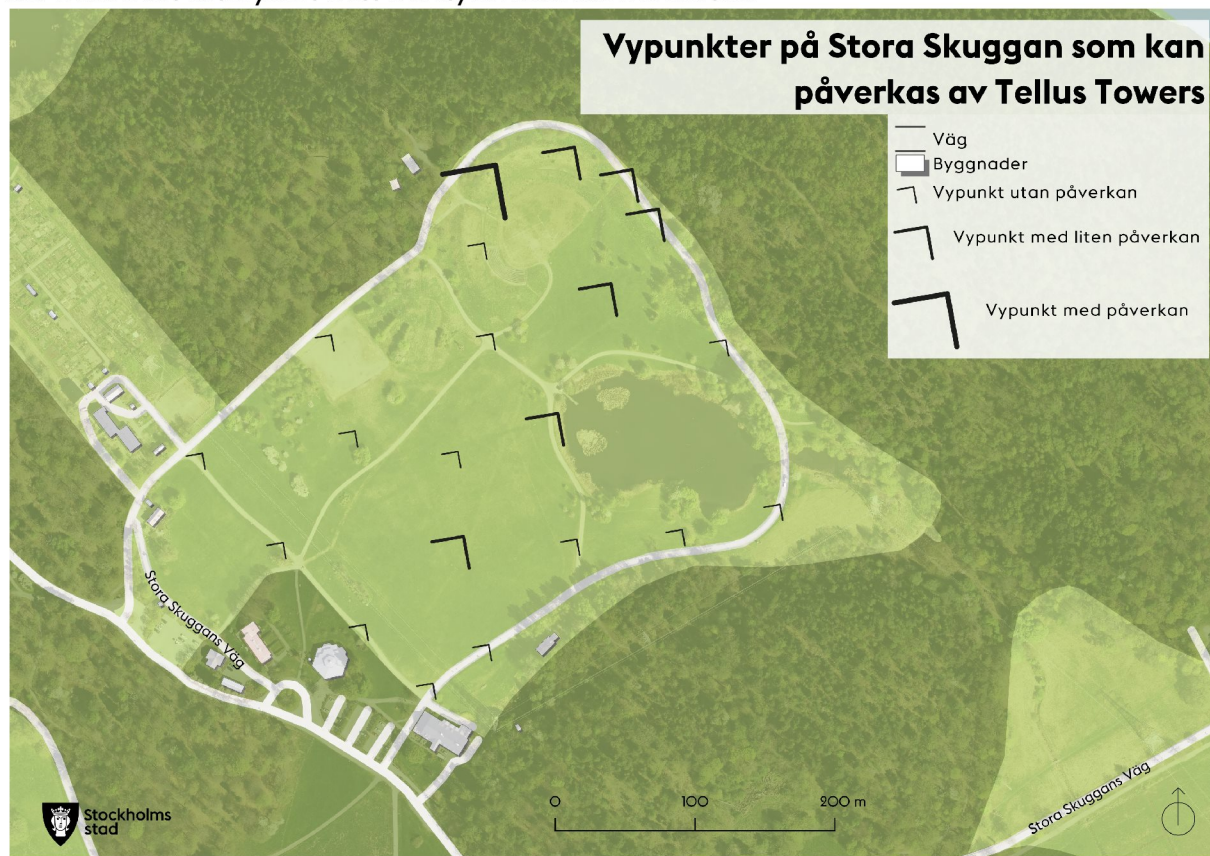 Vypunkter på Stora Skuggan som kan
påverkas av Tellus Towers
Väg
Byggnader
Vypunkt utan påverkan
Vypunkt med liten påverkan
Vypunkt med påverkan
Stora Skuggans Väg
Stora Skuggans Väg
Stockholms
stad
0 100 200 m